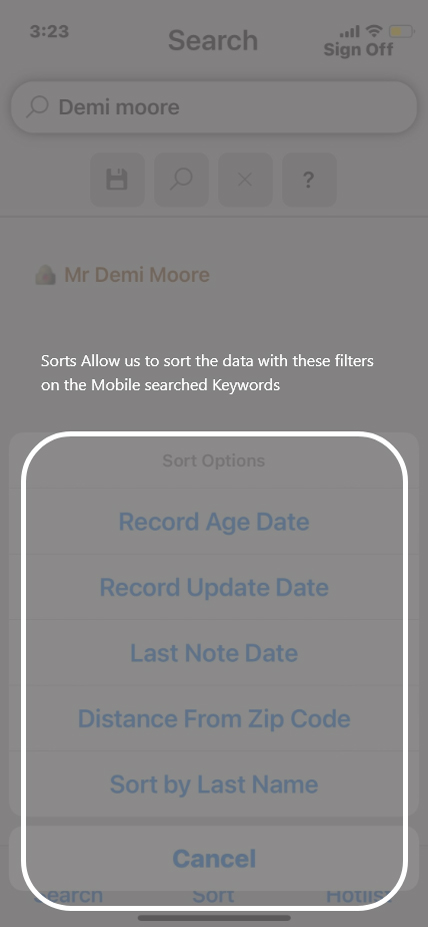 3:23
Search
Sign Off
Demi moore
?
Mr Demi Moore
Sorts Allow us to sort the data with these filters
on the Mobile searched Keywords
Sort Options
Record Age Date
Record Update Date
Last Note Date
Distance From Zip Code
Sort by Last Name
Cancel
Search Sort Hotlist